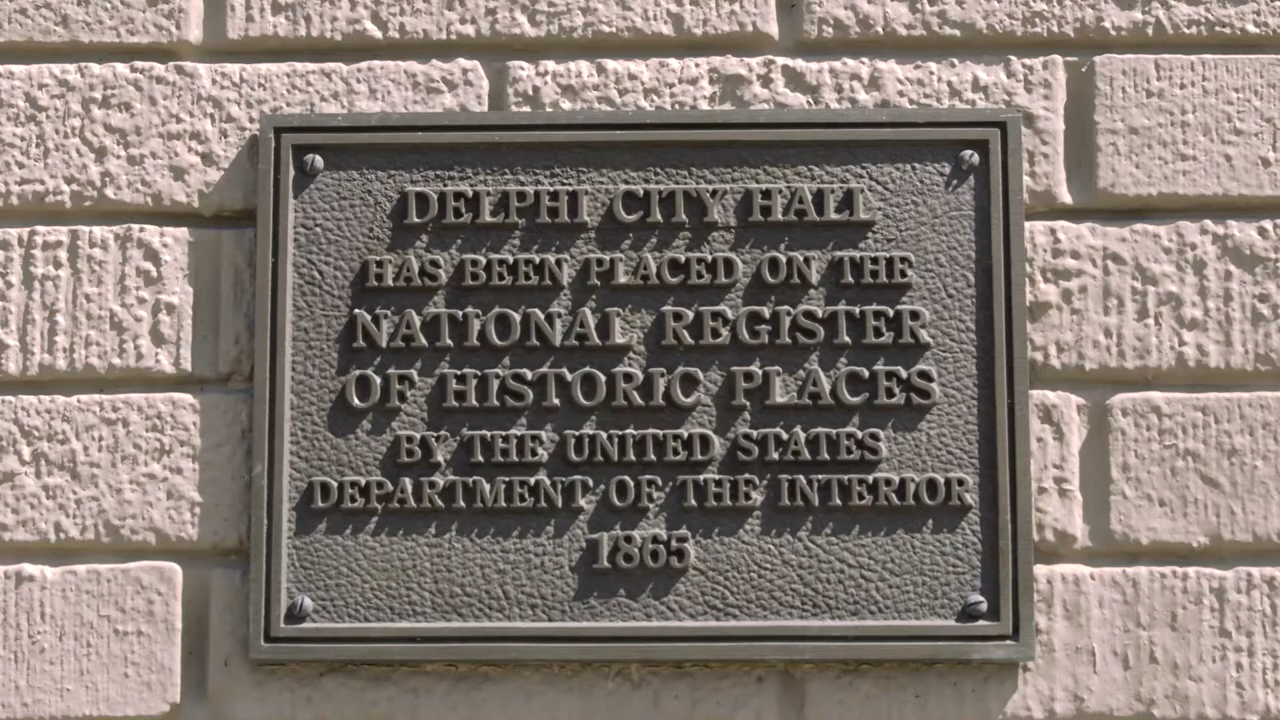 DELPHI CITY HALL
HAS BEEN PLACED ON THE
NATIONAL REGISTER
OF HISTORIC PLACES
BY THE UNITED STATES
DEPARTMENT OF THE INTERIOR
1865